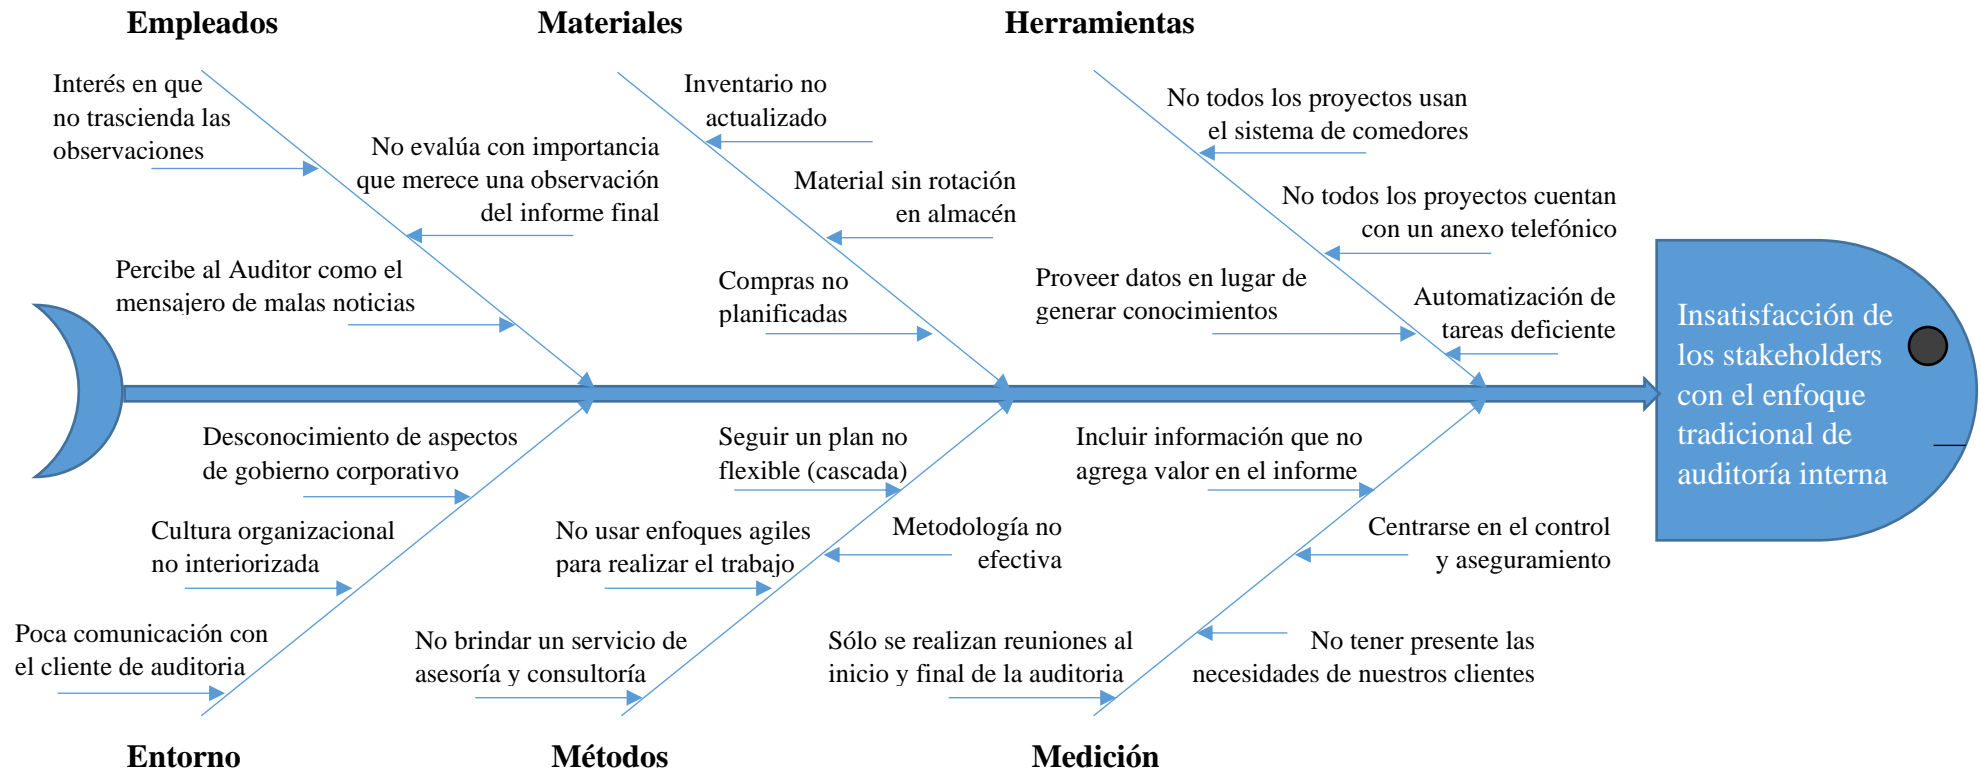 Empleados
Materiales
Herramientas
Interés en que
no trascienda las
observaciones
No evalúa con importancia
que merece una observación
del informe final
Percibe al Auditor como el
mensajero de malas noticias
Inventario no
actualizado
Material sin rotación
en almacén
Compras no
planificadas
No todos los proyectos usan
el sistema de comedores
No todos los proyectos cuentan
con un anexo telefónico
Proveer datos en lugar de
generar conocimientos
Automatización de
tareas deficiente
Insatisfacción de
los stakeholders
con el enfoque
tradicional de
auditoría interna
Desconocimiento de aspectos
de gobierno corporativo
Cultura organizacional
no interiorizada
Poca comunicación con
el cliente de auditoria
Seguir un plan no
flexible (cascada)
No usar enfoques agiles
para realizar el trabajo
Metodología no
efectiva
No brindar un servicio de
asesoría y consultoría
Incluir información que no
agrega valor en el informe
Centrarse en el control
y aseguramiento
Sólo se realizan reuniones al
inicio y final de la auditoria
No tener presente las
necesidades de nuestros clientes
Entorno
Métodos
Medición